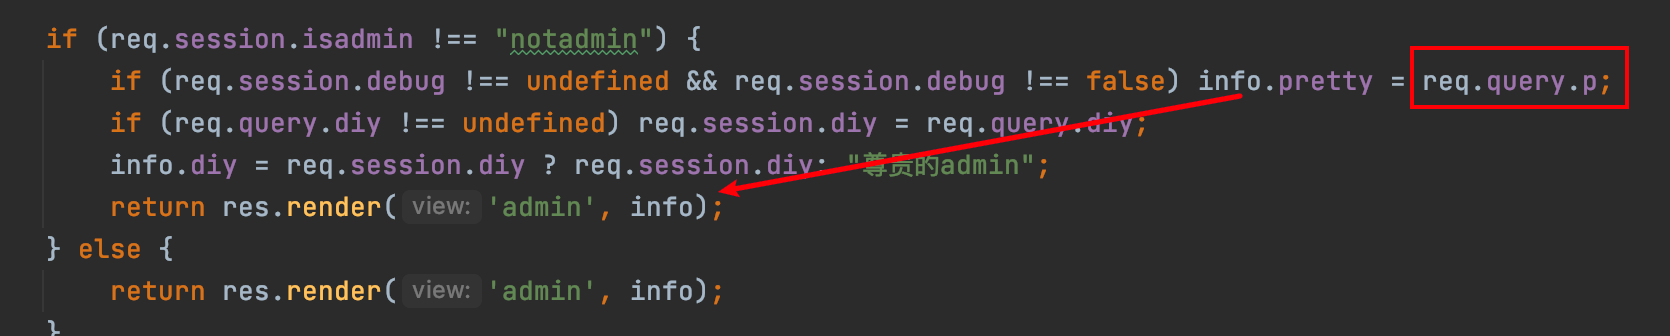 if (req.session.isadmin !== "notadmin") {
    if (req.session.debug !== undefined && req.session.debug !== false) info.pretty = req.query.p;
    if (req.query.diy !== undefined) req.session.diy = req.query.diy;
    info.diy = req.session.diy ? req.session.diy: "尊贵的admin";
    return res.render( view: 'admin', info);
} else {
    return res.render( view: 'admin', info);
}